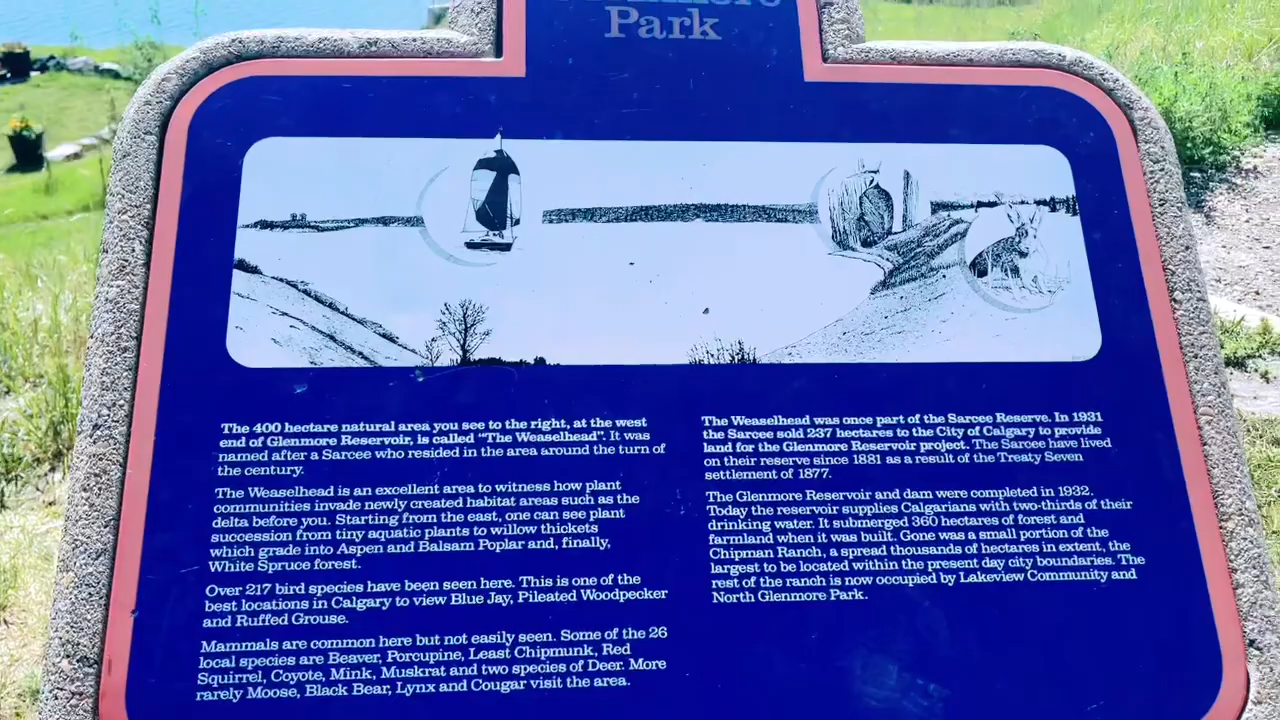 Park
The 400 hectare natural area you see to the right, at the west
end of Glenmore Reservoir, is called “The Weaselhead”. It was
named after a Sarcee who resided in the area around the turn of
the century.
The Weaselhead is an excellent area to witness how plant
communities invade newly created habitat areas such as the
delta before you. Starting from the east, one can see plant
succession from tiny aquatic plants to willow thickets
which grade into Aspen and Balsam Poplar and, finally,
White Spruce forest.
Over 217 bird species have been seen here. This is one of the
best locations in Calgary to view Blue Jay, Pileated Woodpecker
and Ruffed Grouse.
Mammals are common here but not easily seen. Some of the 26
local species are Beaver, Porcupine, Least Chipmunk, Red
Squirrel, Coyote, Mink, Muskrat and two species of Deer. More
rarely Moose, Black Bear, Lynx and Cougar visit the area.
The Weaselhead was once part of the Sarcee Reserve. In 1931
the Sarcee sold 237 hectares to the City of Calgary to provide
land for the Glenmore Reservoir project. The Sarcee have lived
on their reserve since 1881 as a result of the Treaty Seven
settlement of 1877.
The Glenmore Reservoir and dam were completed in 1932.
Today the reservoir supplies Calgarians with two-thirds of their
drinking water. It submerged 360 hectares of forest and
farmland when it was built. Gone was a small portion of the
Chipman Ranch, a spread thousands of hectares in extent, the
largest to be located within the present day city boundaries. The
rest of the ranch is now occupied by Lakeview Community and
North Glenmore Park.